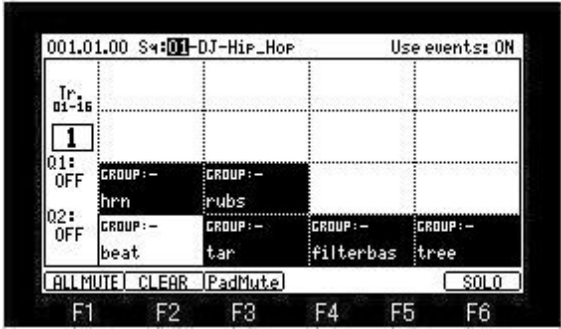 001.01.00 Sq:01-DJ-Hip_Hop Use events: ON
Tr.
01-16
1
Q1:
OFF
GROUP:- GROUP:-
hrn rubs
Q2:
OFF
GROUP:- GROUP:- GROUP:- GROUP:-
beat tar filterbas tree
ALLMUTE CLEAR PadMute SOLO
F1 F2 F3 F4 F5 F6